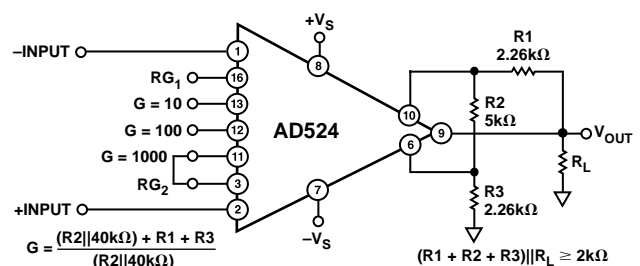 –INPUT
1
+VS
8
RG1
16
G = 10
13
G = 100
12
G = 1000
11
RG2
3
+INPUT
2
AD524
7
–VS
10
9
6
R1
2.26kΩ
R2
5kΩ
R3
2.26kΩ
VOUT
RL
G = (R2||40kΩ) + R1 + R3
(R2||40kΩ)
(R1 + R2 + R3)||RL ≥ 2kΩ